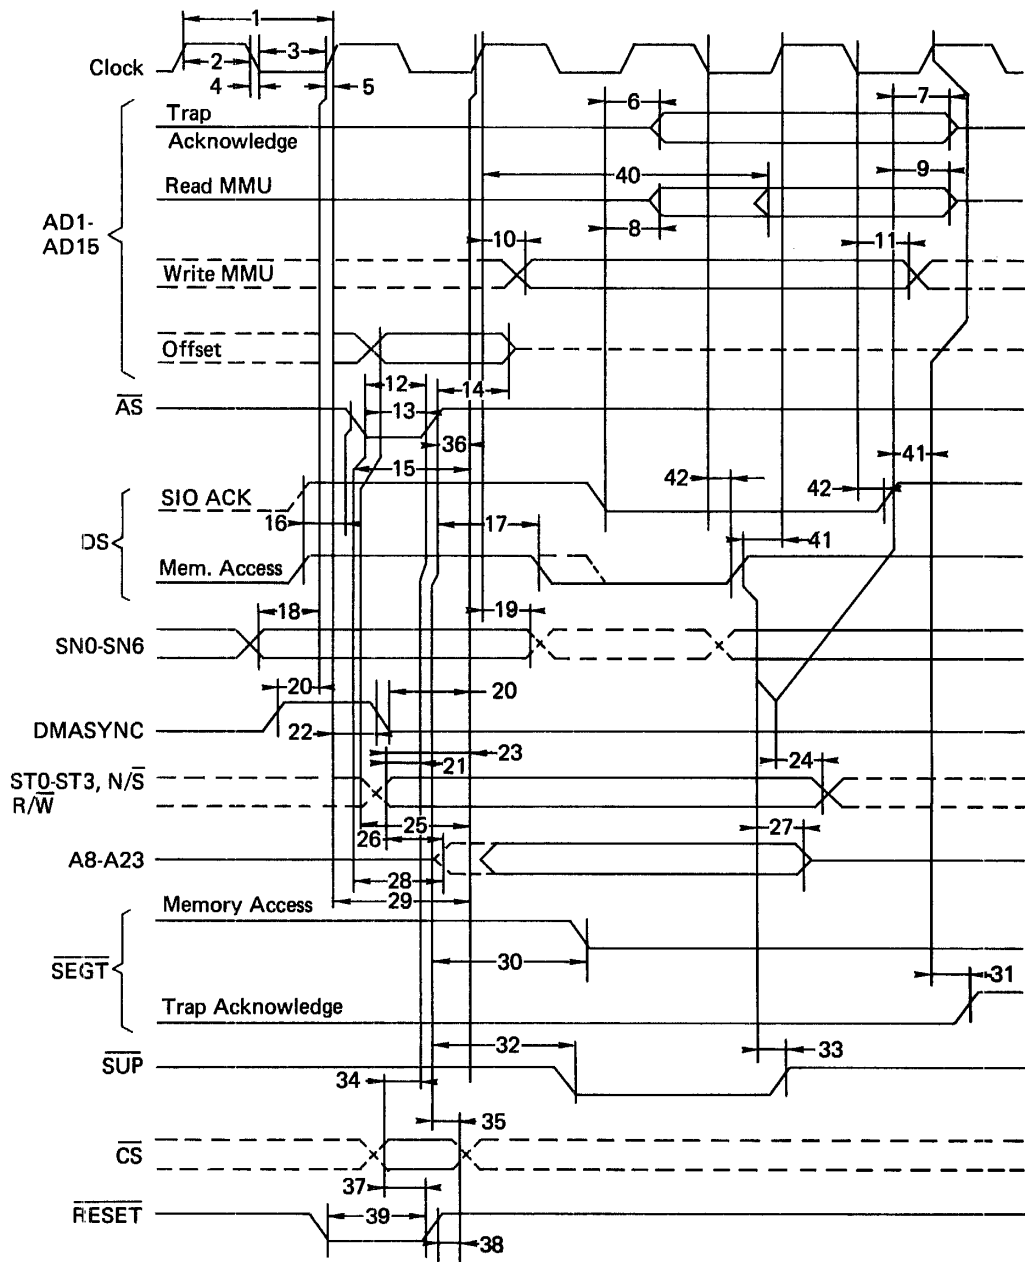 1
Clock
2
3
4
5
6
7
AD1-
AD15
Trap
Acknowledge
40
Read MMU
9
8
10
11
Write MMU
Offset
12
14
AS
13
36
41
15
42
42
DS
SIO ACK
16
17
41
Mem. Access
18
19
SN0-SN6
20
20
DMASYNC
22
23
21
24
ST0-ST3, N/S
R/W
25
26
27
A8-A23
28
29
SEGT
Memory Access
30
31
Trap Acknowledge
32
33
SUP
34
35
CS
37
RESET
39
38